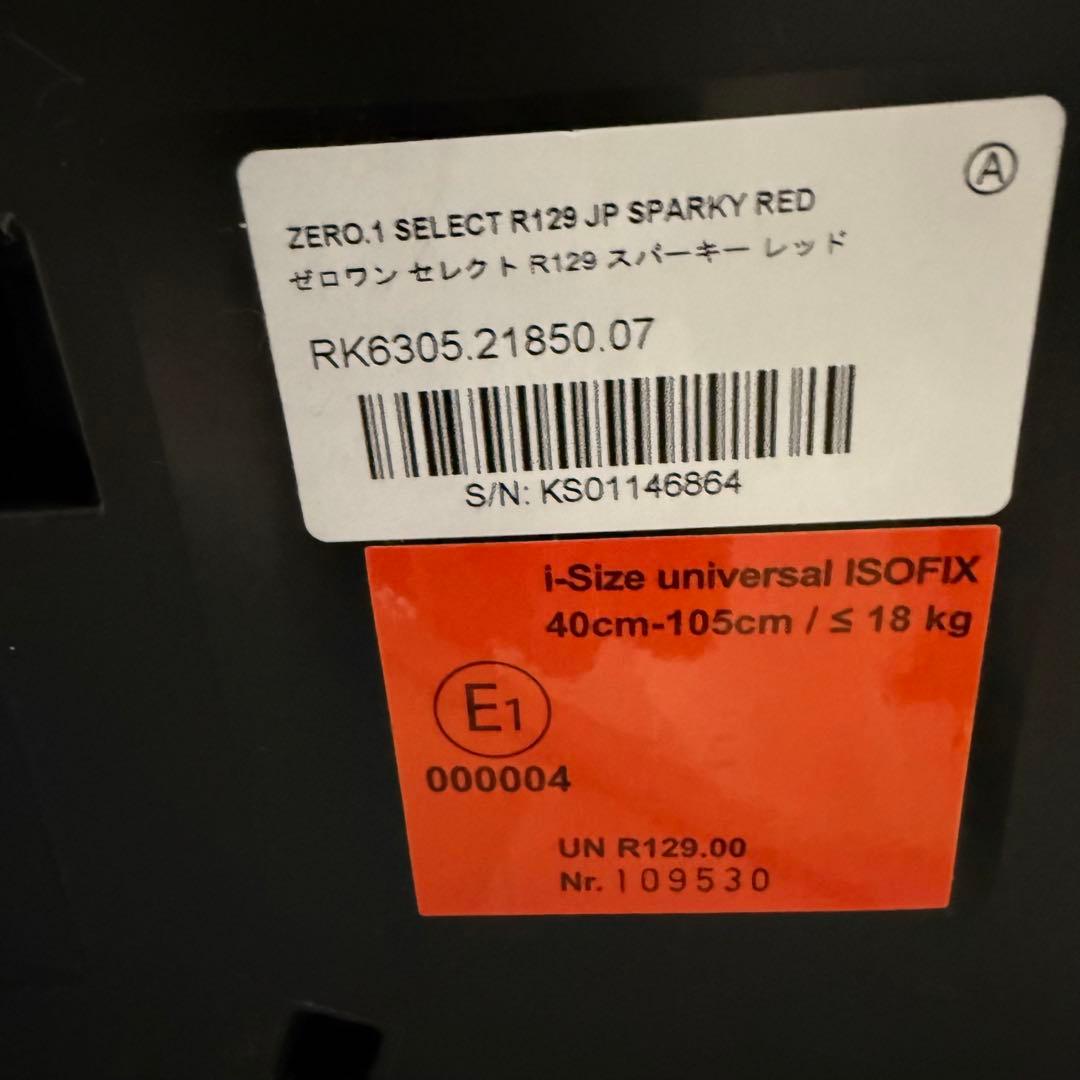 Ⓐ
ZERO.1 SELECT R129 JP SPARKY RED
ゼロワン セレクト R129 スパーキー レッド
RK6305.21850.07
S/N: KS01146864
i-Size universal ISOFIX
40cm-105cm / ≤ 18 kg
E1
000004
UN R129.00
Nr. 109530